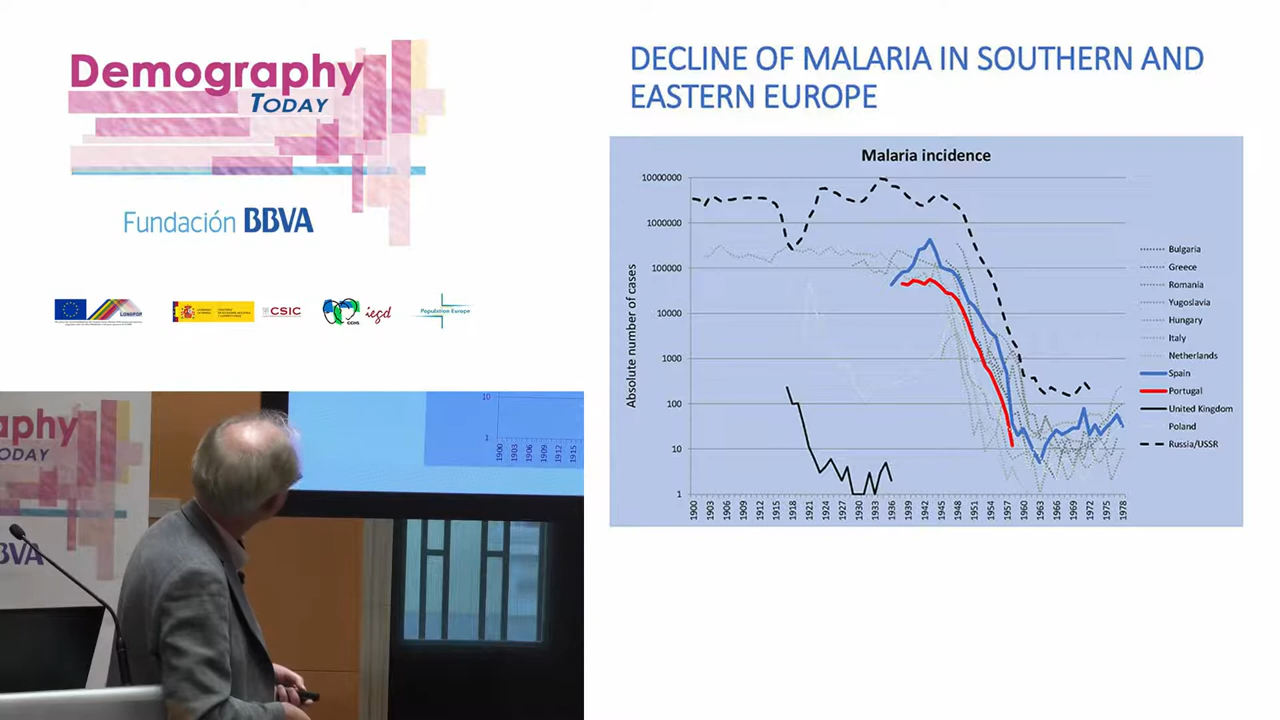 Demography
TODAY
Fundación BBVA
LONGPOP
CSIC
CCHS
iegd
Population Europe
DECLINE OF MALARIA IN SOUTHERN AND
EASTERN EUROPE
Malaria incidence
Absolute number of cases
10000000
1000000
100000
10000
1000
100
10
1
1900 1903 1906 1909 1912 1915 1918 1921 1924 1927 1930 1933 1936 1939 1942 1945 1948 1951 1954 1957 1960 1963 1966 1969 1972 1975 1978
Bulgaria
Greece
Romania
Yugoslavia
Hungary
Italy
Netherlands
Spain
Portugal
United Kingdom
Poland
Russia/USSR
aphy
ODAY
BVA
10
1
1900 1903 1906 1909 1912 1915